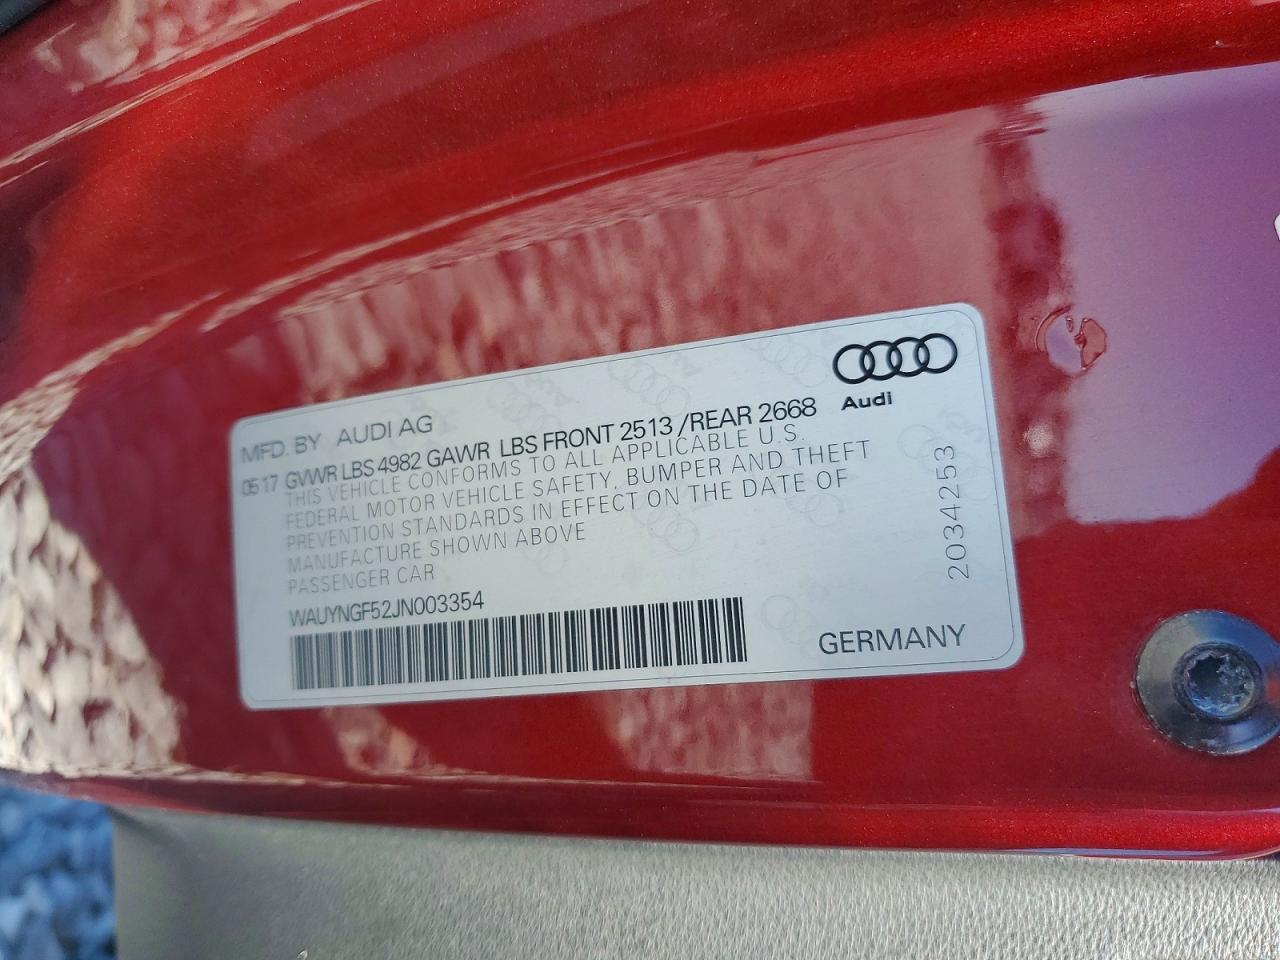 Audi
MFD. BY AUDI AG
05 17 GVWR LBS 4982 GAWR LBS FRONT 2513 /REAR 2668
THIS VEHICLE CONFORMS TO ALL APPLICABLE U.S.
FEDERAL MOTOR VEHICLE SAFETY, BUMPER AND THEFT
PREVENTION STANDARDS IN EFFECT ON THE DATE OF
MANUFACTURE SHOWN ABOVE
PASSENGER CAR
WAUYNGF52JN003354
GERMANY
2034253